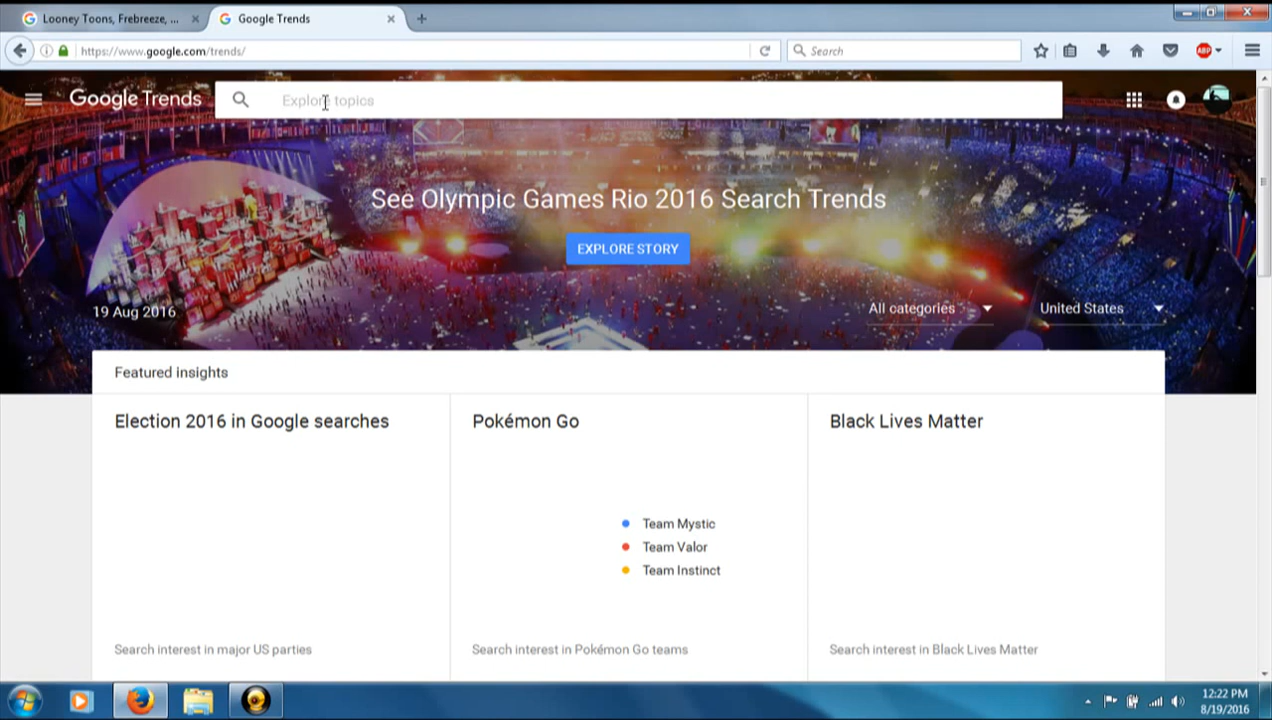 Looney Toons, Frebreeze, ...
Google Trends
https://www.google.com/trends/
Search
ABP
Google Trends
Explore topics
See Olympic Games Rio 2016 Search Trends
EXPLORE STORY
19 Aug 2016
All categories
United States
Featured insights
Election 2016 in Google searches
Pokémon Go
Black Lives Matter
Team Mystic
Team Valor
Team Instinct
Search interest in major US parties
Search interest in Pokémon Go teams
Search interest in Black Lives Matter
12:22 PM
8/19/2016